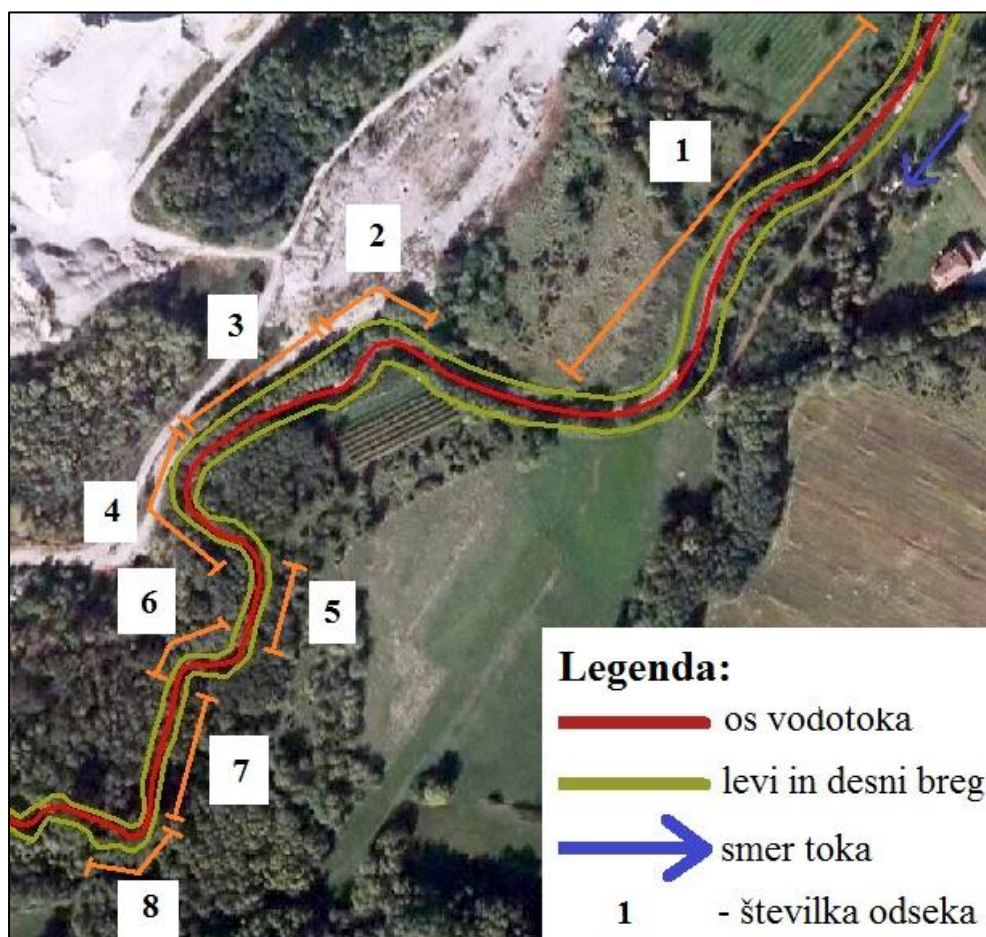 1
2
3
4
5
6
7
8
Legenda:
os vodotoka
levi in desni breg
smer toka
1 - številka odseka